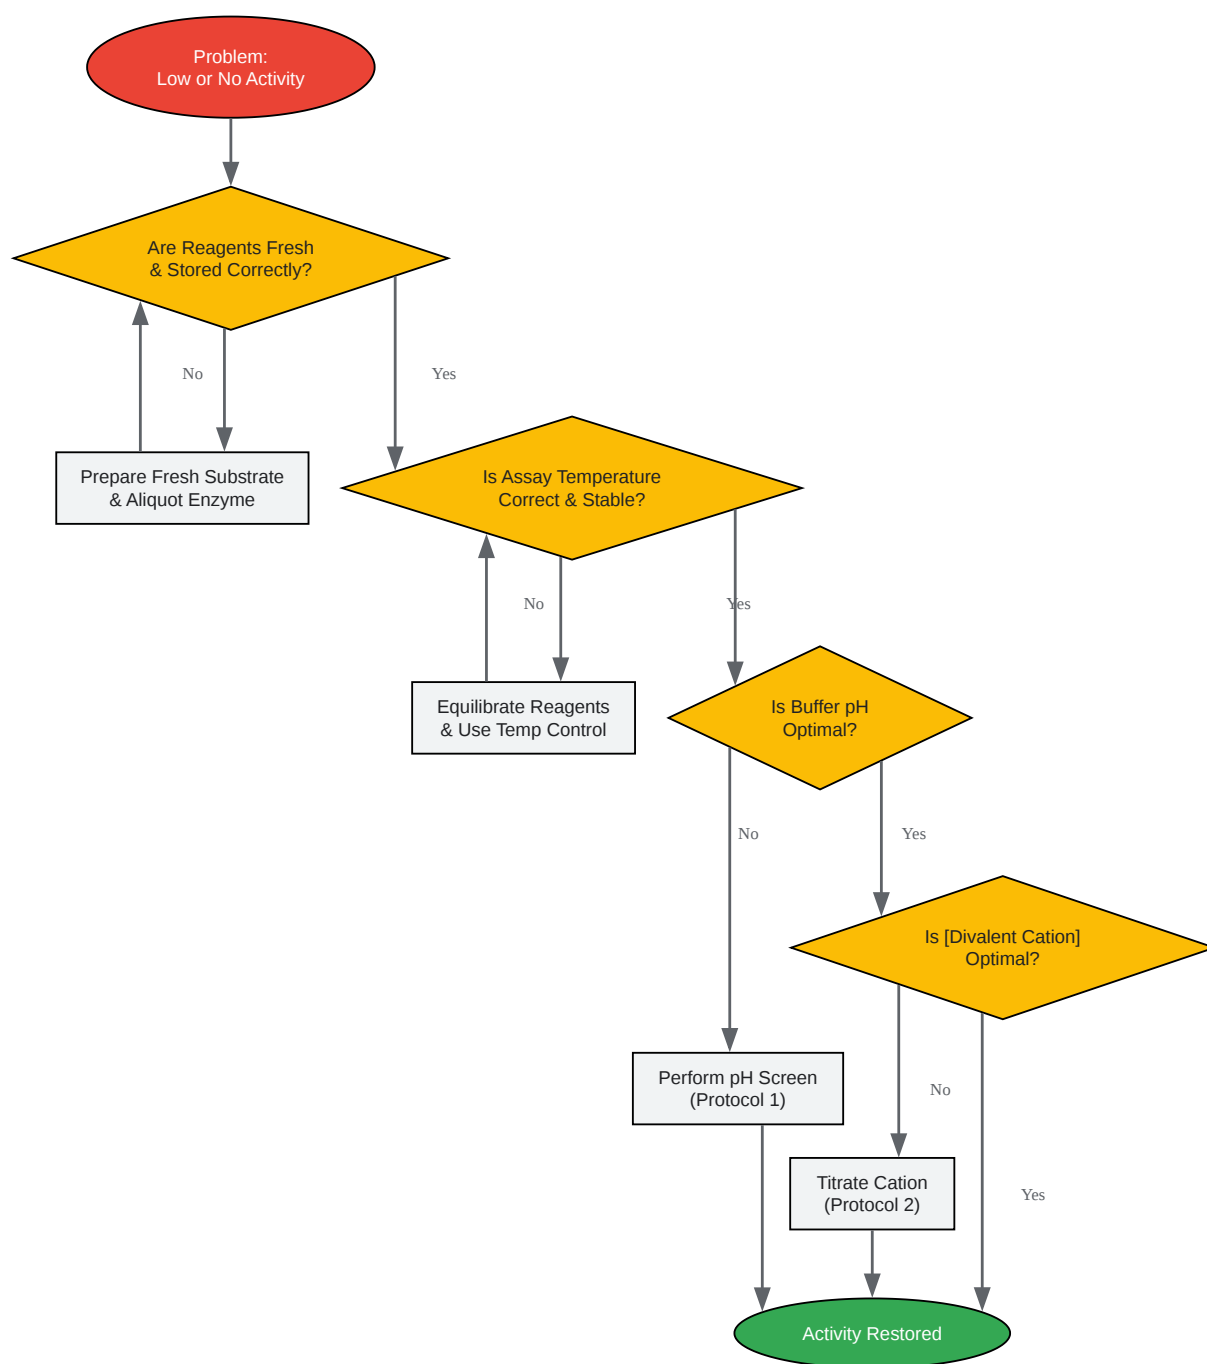 Problem:
Low or No Activity
Are Reagents Fresh
& Stored Correctly?
No
Yes
Prepare Fresh Substrate
& Aliquot Enzyme
Is Assay Temperature
Correct & Stable?
No
Yes
Equilibrate Reagents
& Use Temp Control
Is Buffer pH
Optimal?
No
Yes
Is [Divalent Cation]
Optimal?
Perform pH Screen
(Protocol 1)
No
Titrate Cation
(Protocol 2)
Yes
Activity Restored